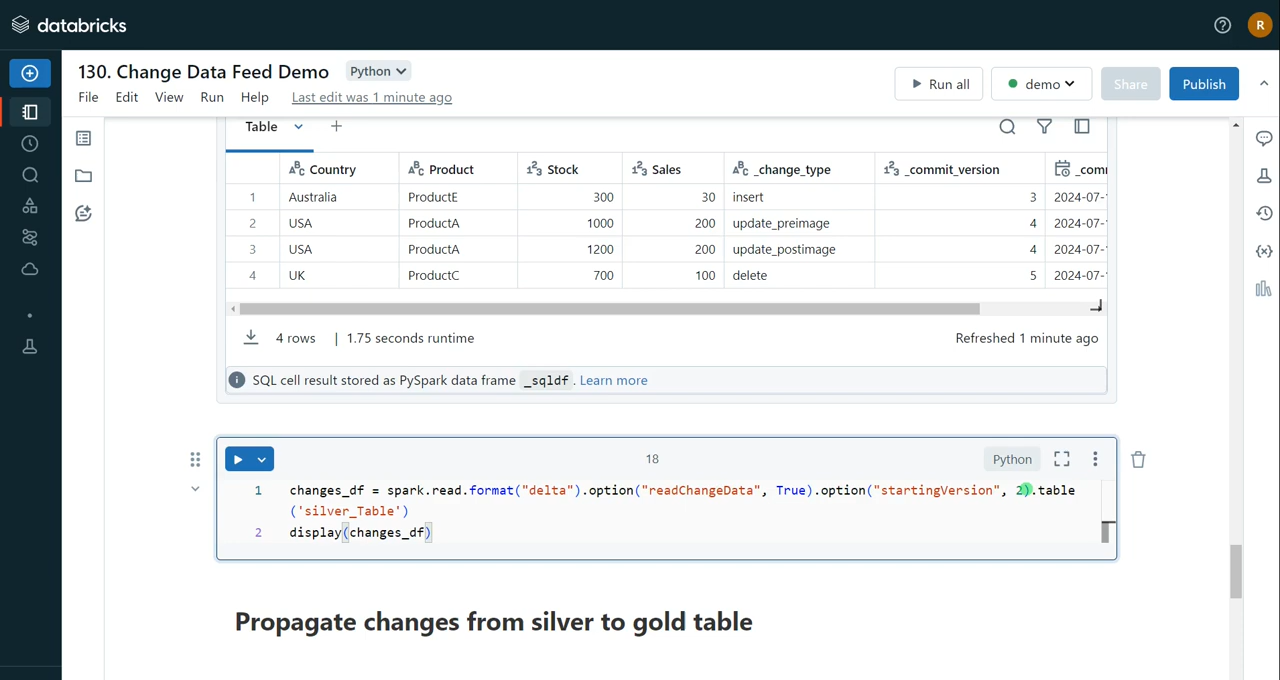 databricks
R
130. Change Data Feed Demo Python
File Edit View Run Help Last edit was 1 minute ago
Run all
demo
Share
Publish
Table
Country Product Stock Sales _change_type _commit_version _com
1 Australia ProductE 300 30 insert 3 2024-07-
2 USA ProductA 1000 200 update_preimage 4 2024-07-
3 USA ProductA 1200 200 update_postimage 4 2024-07-
4 UK ProductC 700 100 delete 5 2024-07-
4 rows | 1.75 seconds runtime Refreshed 1 minute ago
SQL cell result stored as PySpark data frame _sqldf. Learn more
18 Python
1 changes_df = spark.read.format("delta").option("readChangeData", True).option("startingVersion", 2).table
('silver_Table')
2 display(changes_df)
Propagate changes from silver to gold table